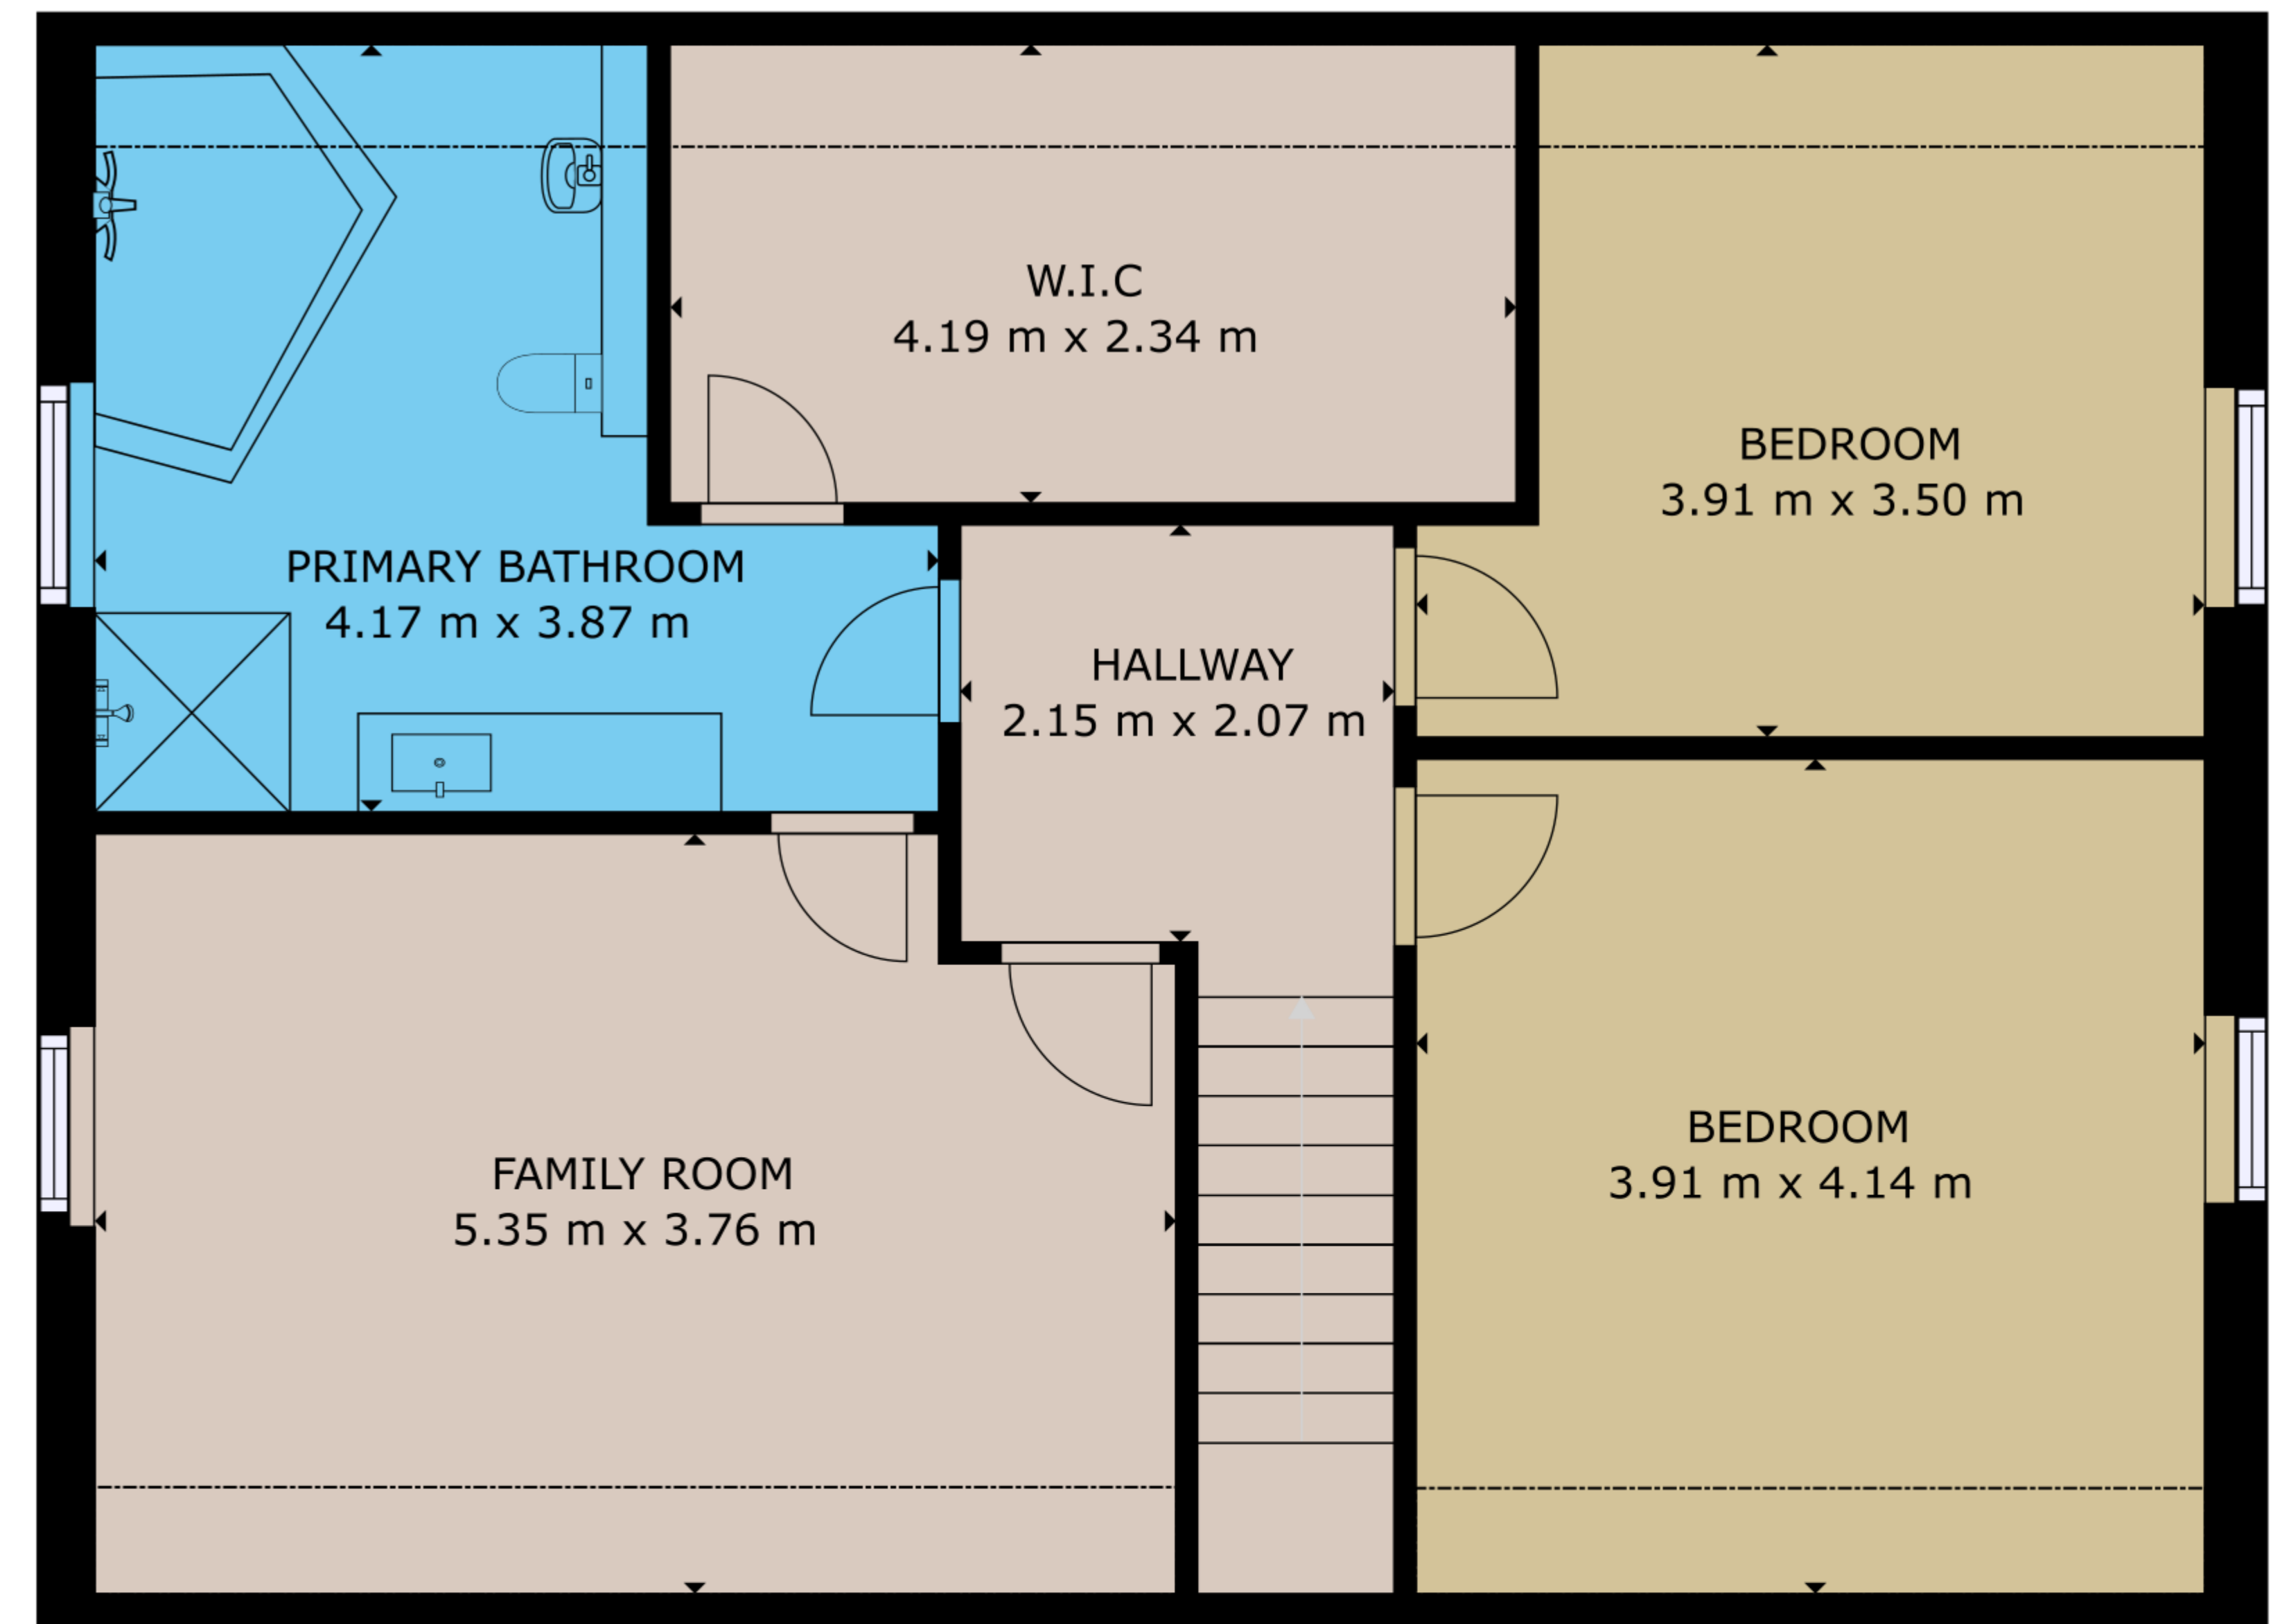 W.I.C
4.19 m x 2.34 m
BEDROOM
3.91 m x 3.50 m
PRIMARY BATHROOM
4.17 m x 3.87 m
HALLWAY
2.15 m x 2.07 m
FAMILY ROOM
5.35 m x 3.76 m
BEDROOM
3.91 m x 4.14 m